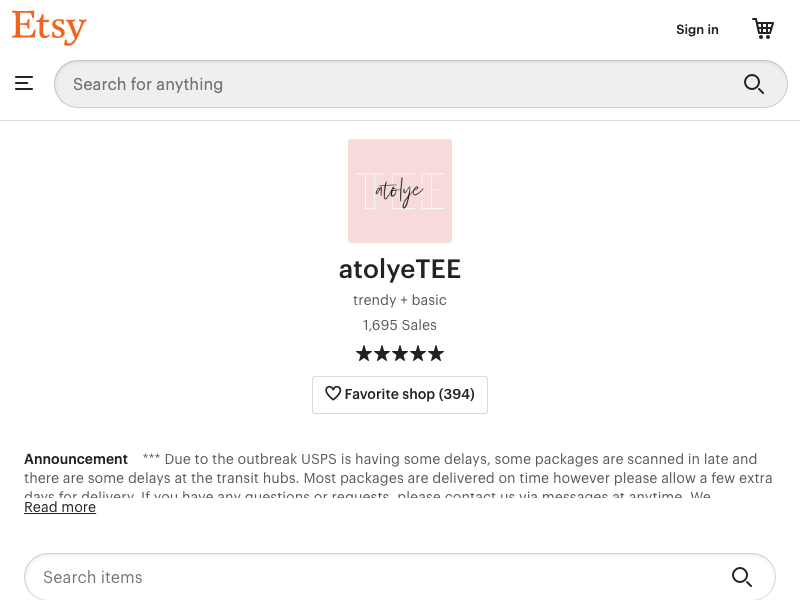 Etsy
Sign in
Search for anything
TEE
atolye
atolyeTEE
trendy + basic
1,695 Sales
Favorite shop (394)
Announcement *** Due to the outbreak USPS is having some delays, some packages are scanned in late and
there are some delays at the transit hubs. Most packages are delivered on time however please allow a few extra
days for delivery. If you have any questions or requests, please contact us via messages at anytime. We
Read more
Search items